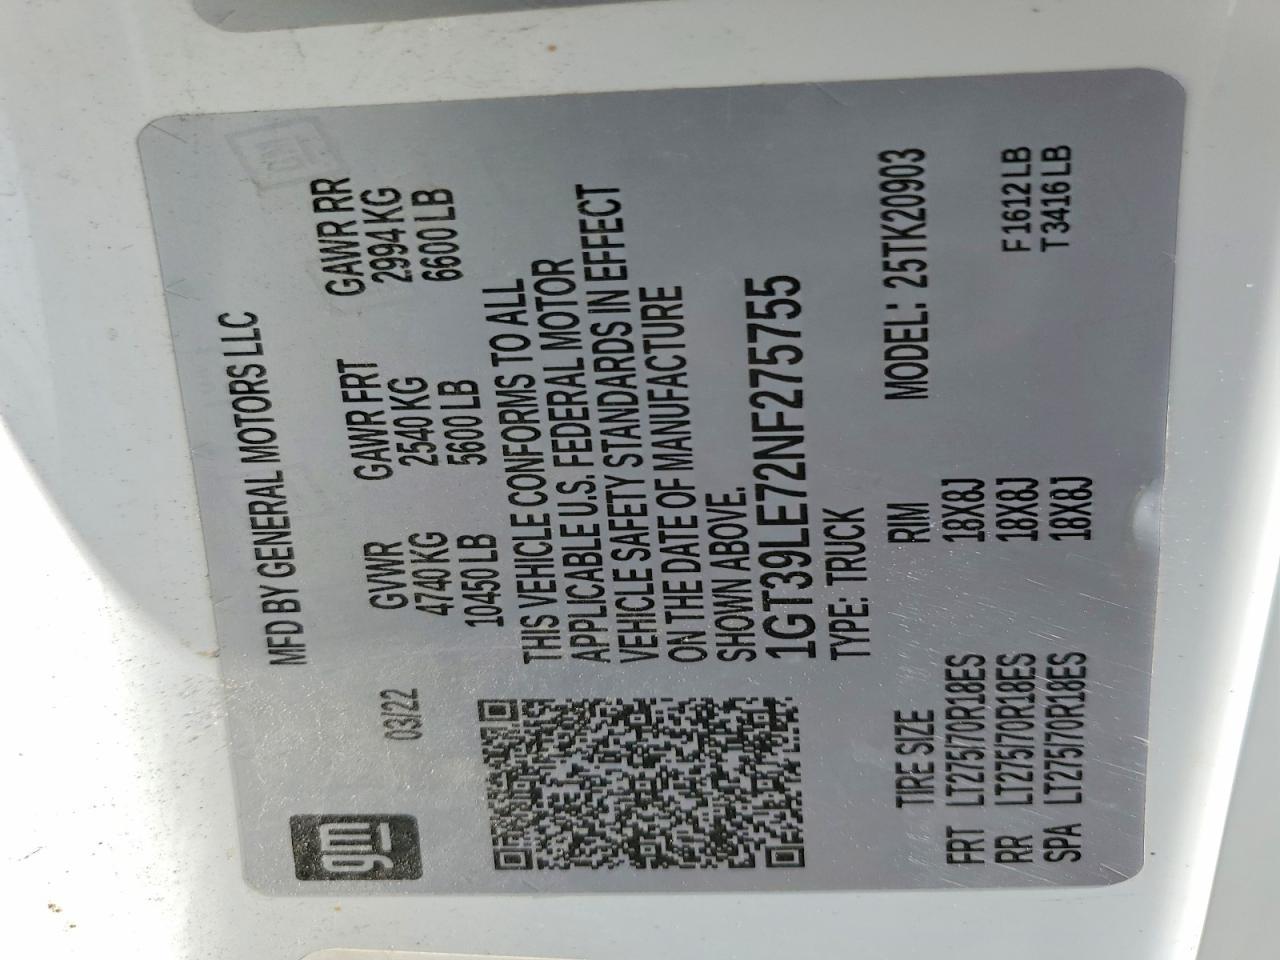 gm
MFD BY GENERAL MOTORS LLC
03/22
GVWR GAWR FRT GAWR RR
4740 KG 2540 KG 2994 KG
10450 LB 5600 LB 6600 LB
THIS VEHICLE CONFORMS TO ALL
APPLICABLE U.S. FEDERAL MOTOR
VEHICLE SAFETY STANDARDS IN EFFECT
ON THE DATE OF MANUFACTURE
SHOWN ABOVE.
1GT39LE72NF275755
TYPE: TRUCK MODEL: 25TK20903
TIRE SIZE RIM
FRT LT275/70R18ES 18X8J
RR LT275/70R18ES 18X8J F1612 LB
SPA LT275/70R18ES 18X8J T3416 LB